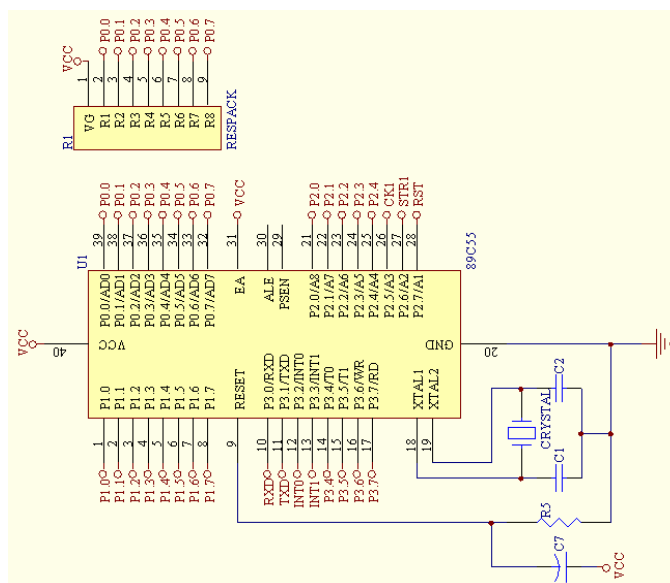 VCC
P0.0
P0.1
P0.2
P0.3
P0.4
P0.5
P0.6
P0.7
1
2
3
4
5
6
7
8
9
VG
R1
R2
R3
R4
R5
R6
R7
R8
R1
RESPACK
P0.0
P0.1
P0.2
P0.3
P0.4
P0.5
P0.6
P0.7
VCC
P2.0
P2.1
P2.2
P2.3
P2.4
CK1
STR1
RST
39
38
37
36
35
34
33
32
31
30
29
21
22
23
24
25
26
27
28
U1
89C55
P0.0/AD0
P0.1/AD1
P0.2/AD2
P0.3/AD3
P0.4/AD4
P0.5/AD5
P0.6/AD6
P0.7/AD7
EA
ALE
PSEN
P2.0/A8
P2.1/A7
P2.2/A6
P2.3/A5
P2.4/A4
P2.5/A3
P2.6/A2
P2.7/A1
VCC
40
VCC
GND
20
P1.0
P1.1
P1.2
P1.3
P1.4
P1.5
P1.6
P1.7
RESET
P3.0/RXD
P3.1/TXD
P3.2/INT0
P3.3/INT1
P3.4/T0
P3.5/T1
P3.6/WR
P3.7/RD
XTAL1
XTAL2
1
2
3
4
5
6
7
8
9
10
11
12
13
14
15
16
17
18
19
P1.0
P1.1
P1.2
P1.3
P1.4
P1.5
P1.6
P1.7
RXD
TXD
INT0
INT1
P3.4
P3.5
P3.6
P3.7
C2
CRYSTAL
C1
R5
C7
VCC